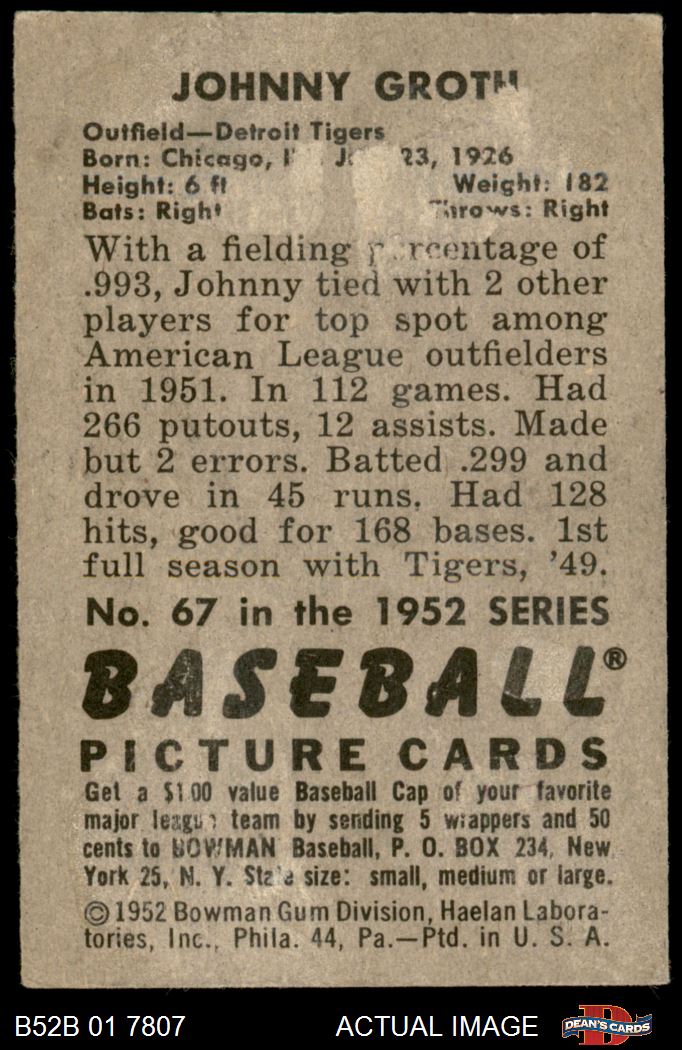 JOHNNY GROTH
Outfield—Detroit Tigers
Born: Chicago, 23, 1926
Height: 6 ft Weight: 182
Bats: Right Throws: Right
With a fielding percentage of
.993, Johnny tied with 2 other
players for top spot among
American League outfielders
in 1951. In 112 games. Had
266 putouts, 12 assists. Made
but 2 errors. Batted .299 and
drove in 45 runs. Had 128
hits, good for 168 bases. 1st
full season with Tigers, ’49.
No. 67 in the 1952 SERIES
BASEBALL®
PICTURE CARDS
Get a $1.00 value Baseball Cap of your favorite
major league team by sending 5 wrappers and 50
cents to BOWMAN Baseball, P. O. BOX 234, New
York 25, N. Y. State size: small, medium or large.
©1952 Bowman Gum Division, Haelan Labora-
tories, Inc., Phila. 44, Pa.—Ptd. in U. S. A.
B52B 01 7807 ACTUAL IMAGE DEAN'S CARDS